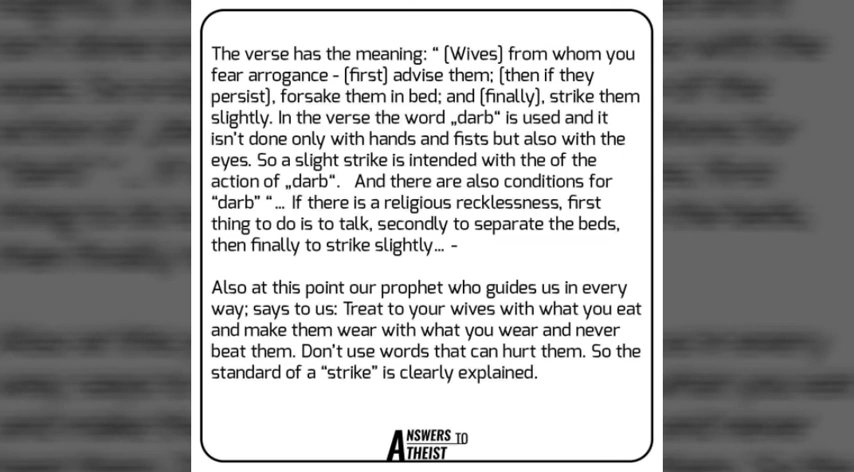 The verse has the meaning: “ (Wives) from whom you
fear arrogance - (first) advise them; (then if they
persist), forsake them in bed; and (finally), strike them
slightly. In the verse the word „darb“ is used and it
isn't done only with hands and fists but also with the
eyes. So a slight strike is intended with the of the
action of „darb“. And there are also conditions for
“darb” “... If there is a religious recklessness, first
thing to do is to talk, secondly to separate the beds,
then finally to strike slightly... -
Also at this point our prophet who guides us in every
way; says to us: Treat to your wives with what you eat
and make them wear with what you wear and never
beat them. Don't use words that can hurt them. So the
standard of a “strike” is clearly explained.
ANSWERS TO
ATHEIST